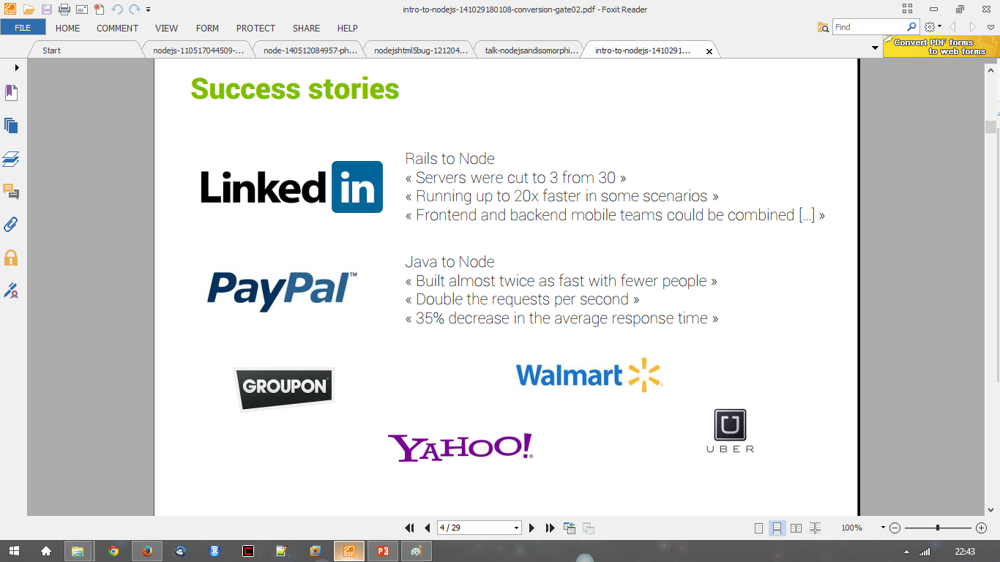 intro-to-nodejs-141029180108-conversion-gate02.pdf - Foxit Reader
FILE HOME COMMENT VIEW FORM PROTECT SHARE HELP
Find
Start
nodejs-110517044509-...
node-140512084957-ph...
nodejshtml5bug-121204...
talk-nodejsandisomorphi...
intro-to-nodejs-1410291...
Convert PDF forms
to web forms
Success stories
Linked in
Rails to Node
« Servers were cut to 3 from 30 »
« Running up to 20x faster in some scenarios »
« Frontend and backend mobile teams could be combined [...] »
PayPal™
Java to Node
« Built almost twice as fast with fewer people »
« Double the requests per second »
« 35% decrease in the average response time »
GROUPON
Walmart
YAHOO!
UBER
4 / 29
100%
22:43